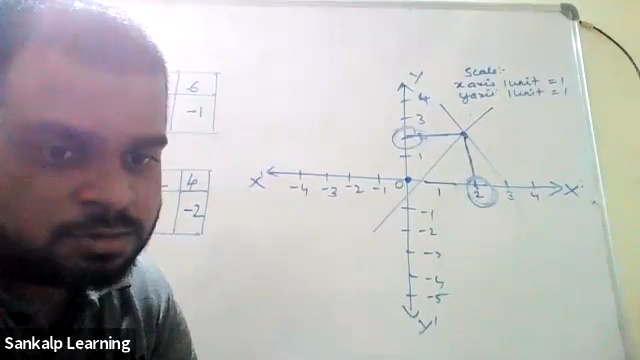 6
-1
4
-2
Scale:-
x axis 1 unit = 1
y axis 1 unit = 1
Y
4
3
1
X' -4 -3 -2 -1 0 1 2 3 4 X
-1
-2
-3
-4
-5
Y'
Sankalp Learning